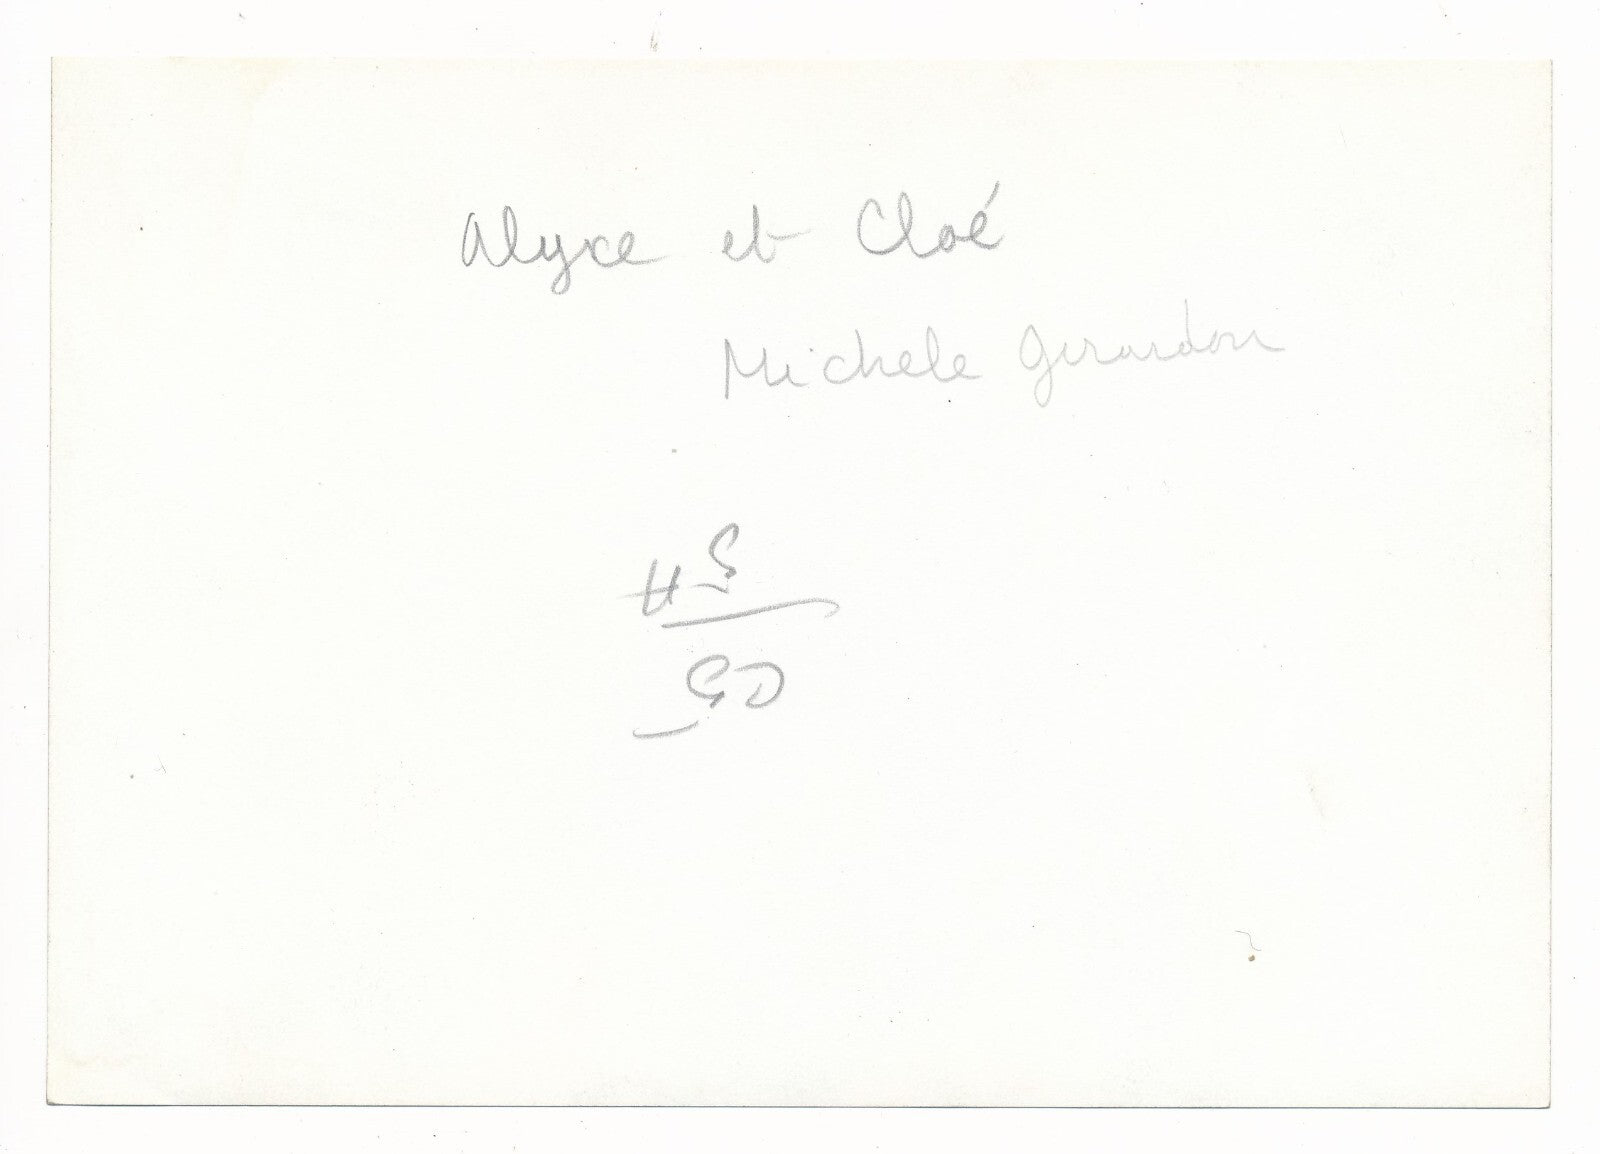 Alyce et Cloé
Michele Girardon